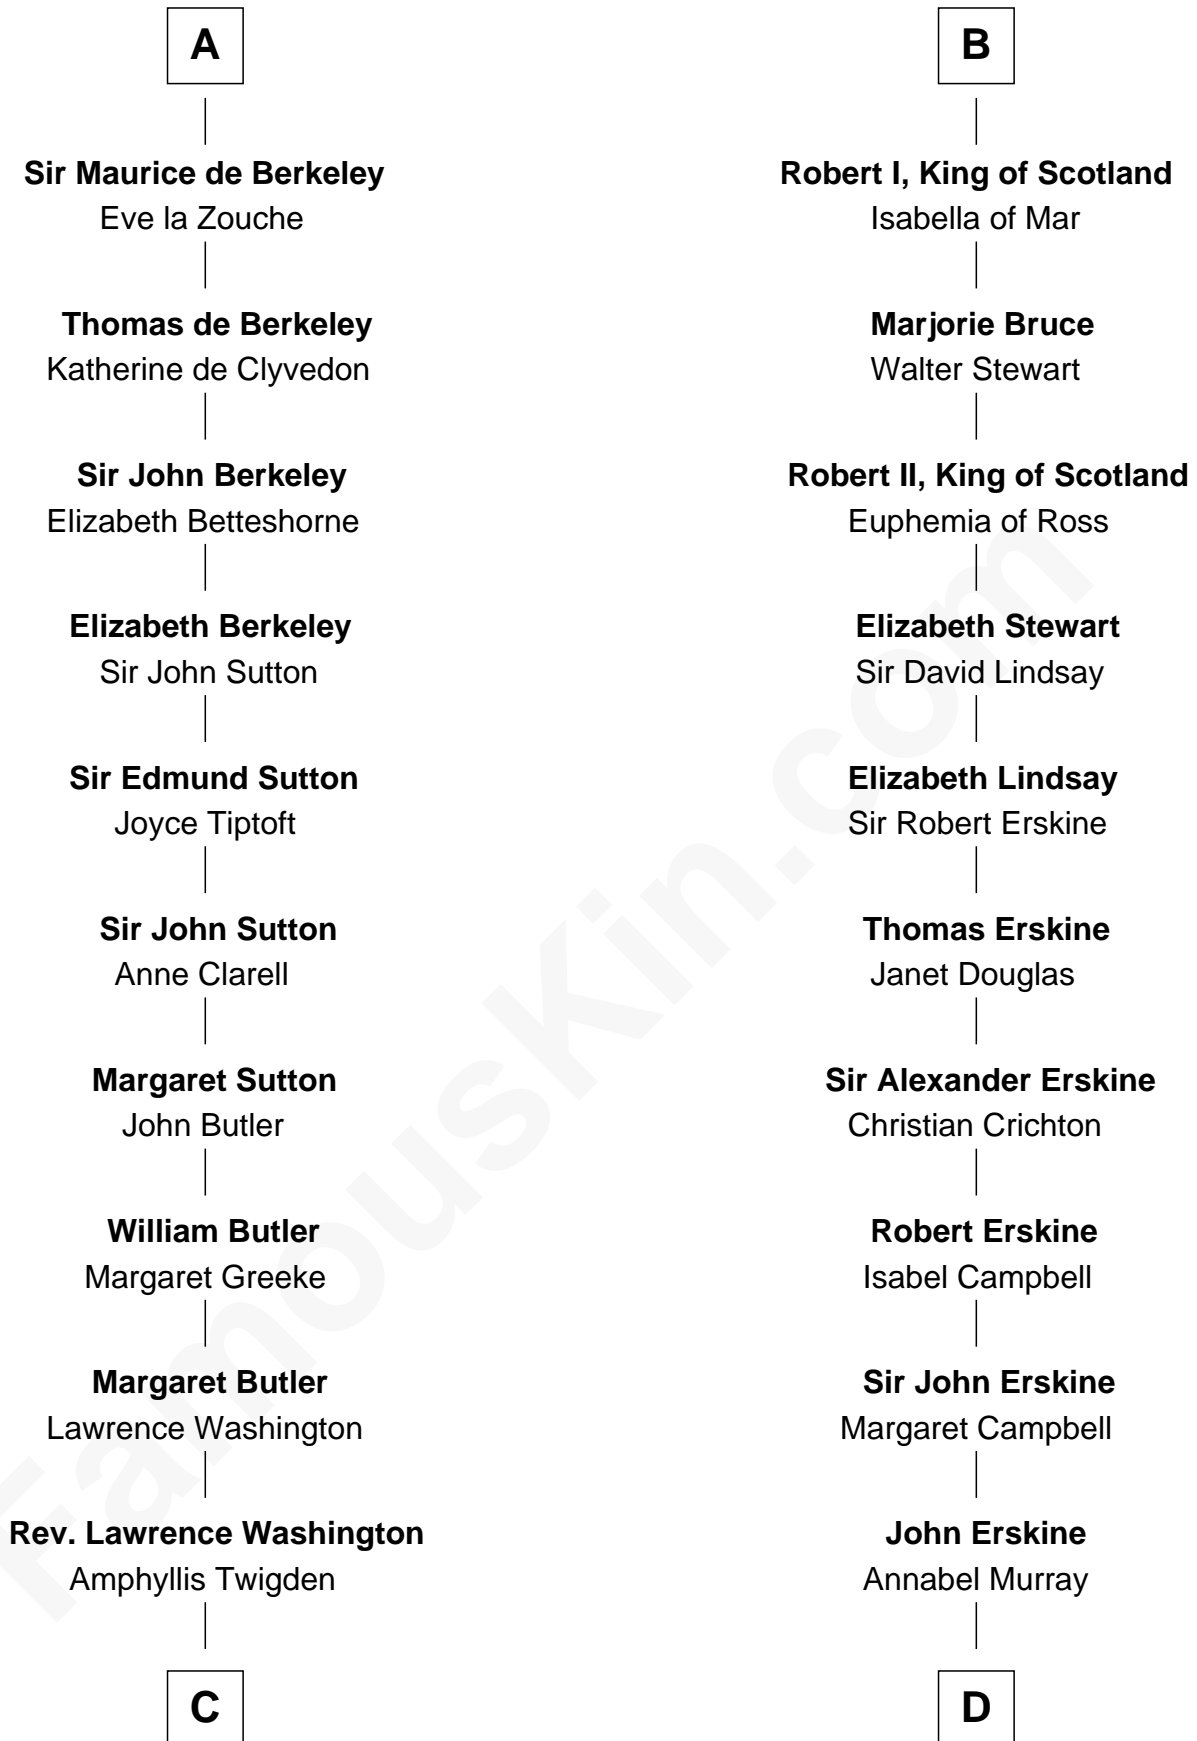 A
Sir Maurice de Berkeley
Eve la Zouche
Thomas de Berkeley
Katherine de Clyvedon
Sir John Berkeley
Elizabeth Betteshorne
Elizabeth Berkeley
Sir John Sutton
Sir Edmund Sutton
Joyce Tiptoft
Sir John Sutton
Anne Clarell
Margaret Sutton
John Butler
William Butler
Margaret Greeke
Margaret Butler
Lawrence Washington
Rev. Lawrence Washington
Amphyllis Twigden
C
B
Robert I, King of Scotland
Isabella of Mar
Marjorie Bruce
Walter Stewart
Robert II, King of Scotland
Euphemia of Ross
Elizabeth Stewart
Sir David Lindsay
Elizabeth Lindsay
Sir Robert Erskine
Thomas Erskine
Janet Douglas
Sir Alexander Erskine
Christian Crichton
Robert Erskine
Isabel Campbell
Sir John Erskine
Margaret Campbell
John Erskine
Annabel Murray
D
FamousKin.com